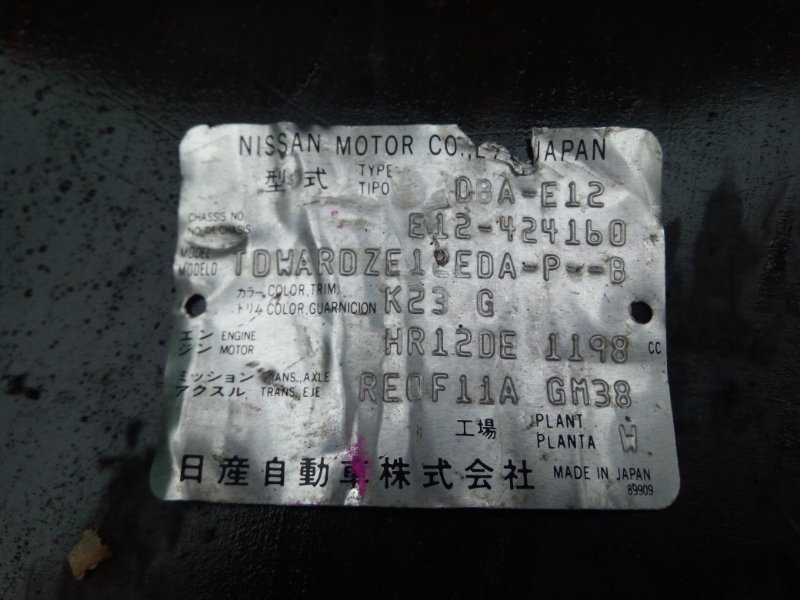 NISSAN MOTOR CO., JAPAN
型式 TYPE TIPO DBA-E12
CHASSIS NO. NO. DE CHASIS E12-424160
MODEL MODELO TDWARDZE12EDA-P--B
カラー COLOR,TRIM トリム COLOR,GUARNICION K23 G
エンジン ENGINE MOTOR HR12DE 1198 CC
ミッション TRANS., AXLE アクスル TRANS., EJE RE0F11A GM38
工場 PLANT PLANTA W
日産自動車株式会社 MADE IN JAPAN
89909